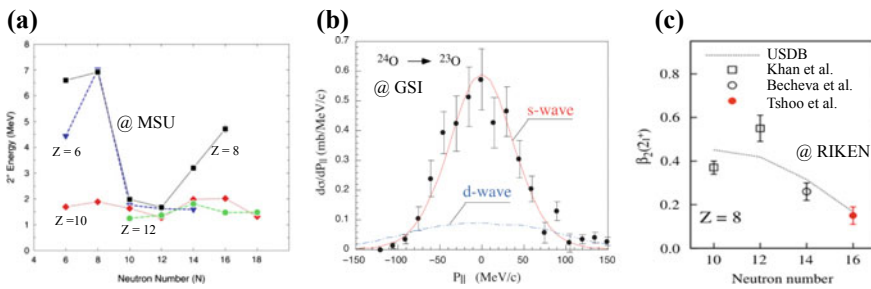 (a)
8
7
6
5
4
3
2
1
0
2⁺ Energy (MeV)
@ MSU
Z = 6
Z = 8
Z =10
Z = 12
4 6 8 10 12 14 16 18
Neutron Number (N)
(b)
0.7
0.6
0.5
0.4
0.3
0.2
0.1
0
dσ/dP|| (mb/MeV/c)
²⁴O → ²³O
@ GSI
s-wave
d-wave
−150 −100 −50 0 50 100 150
P|| (MeV/c)
(c)
0.8
0.6
0.4
0.2
0.0
β₂(2₁⁺)
USDB
Khan et al.
Becheva et al.
Tshoo et al.
@ RIKEN
Z = 8
10 12 14 16
Neutron number